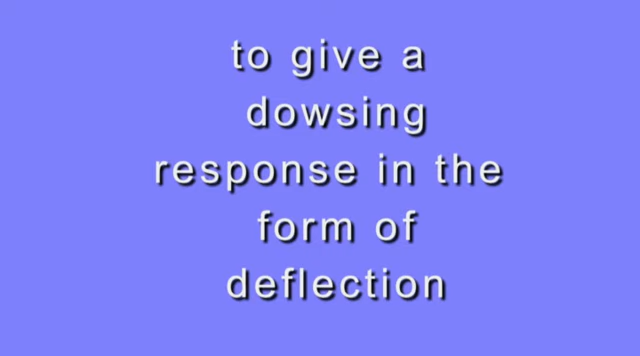 to give a
dowsing
response in the
form of
deflection